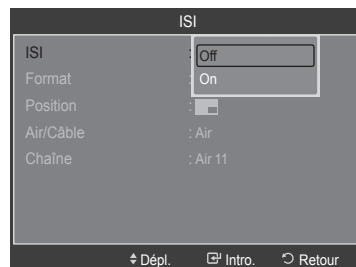 ISI
ISI : Off
Format : On
Position :
Air/Câble : Air
Chaîne : Air 11
Dépl. Intro. Retour